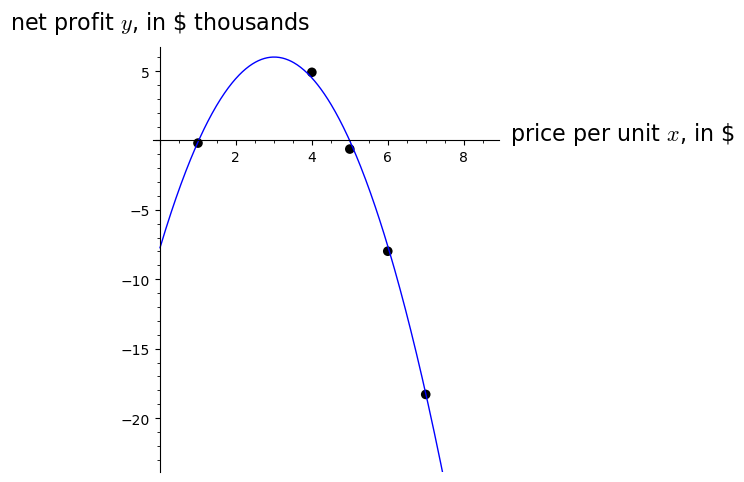 net profit y, in $ thousands
5
price per unit x, in $
2 4 6 8
−5
−10
−15
−20